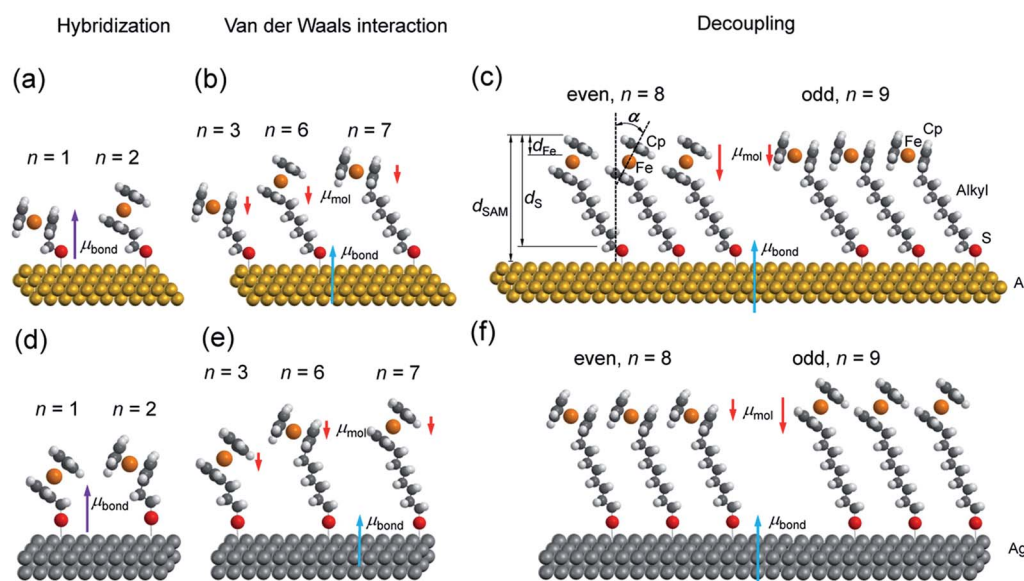 Hybridization
Van der Waals interaction
Decoupling
(a)
n = 1
n = 2
μbond
(b)
n = 3
n = 6
n = 7
μmol
μbond
(c)
even, n = 8
odd, n = 9
α
dFe
Cp
Fe
dS
dSAM
μmol
Fe
Cp
Alkyl
S
μbond
A
(d)
n = 1
n = 2
μbond
(e)
n = 3
n = 6
n = 7
μmol
μbond
(f)
even, n = 8
odd, n = 9
μmol
μbond
Ag